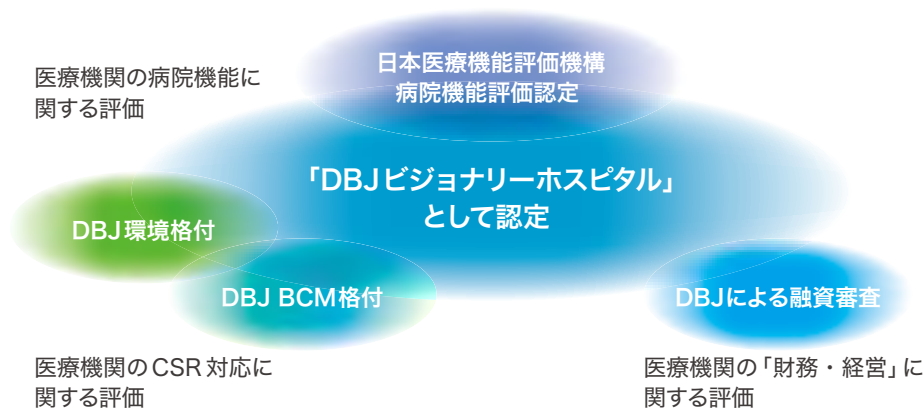 医療機関の病院機能に
関する評価
日本医療機能評価機構
病院機能評価認定
「DBJビジョナリーホスピタル」
として認定
DBJ環境格付
DBJ BCM格付
DBJによる融資審査
医療機関のCSR対応に
関する評価
医療機関の「財務・経営」に
関する評価